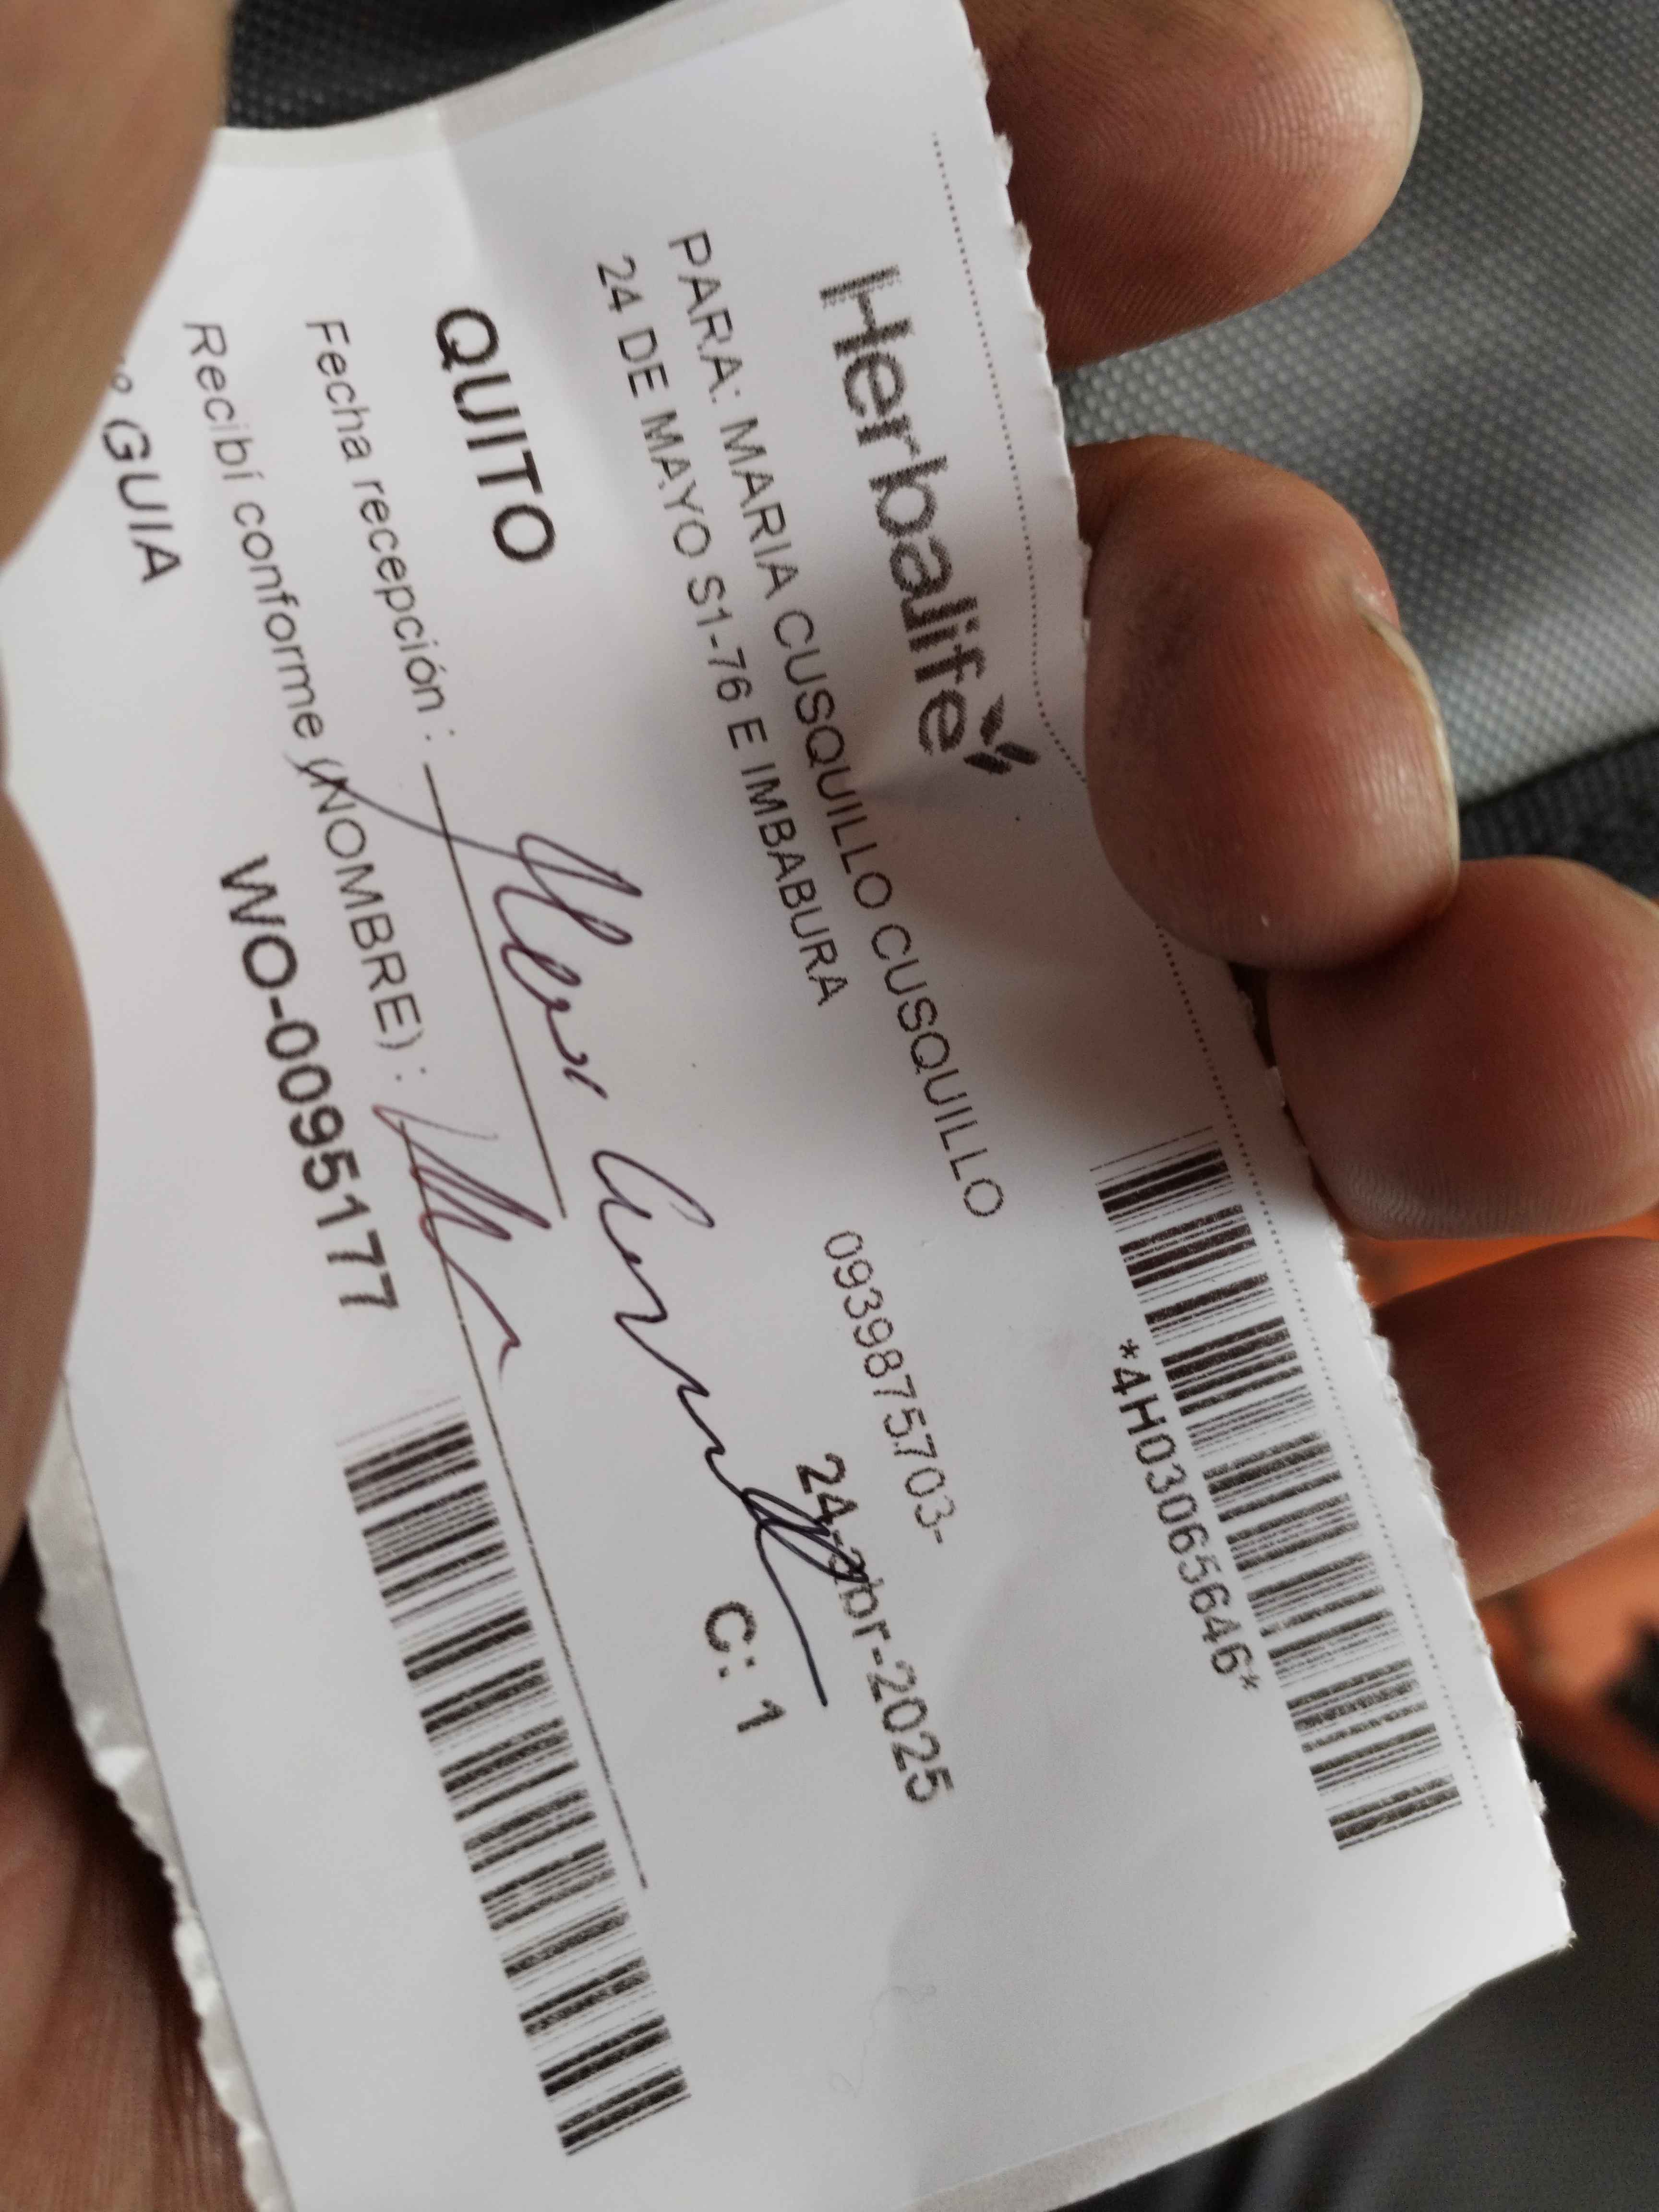 Herbalife
*4H03065646*
PARA: MARIA CUSQUILLO CUSQUILLO
0939875703-
24 DE MAYO S1-76 E IMBABURA
24-abr-2025
QUITO
C: 1
Fecha recepción :
Recibí conforme (NOMBRE) :
GUIA
WO-0095177